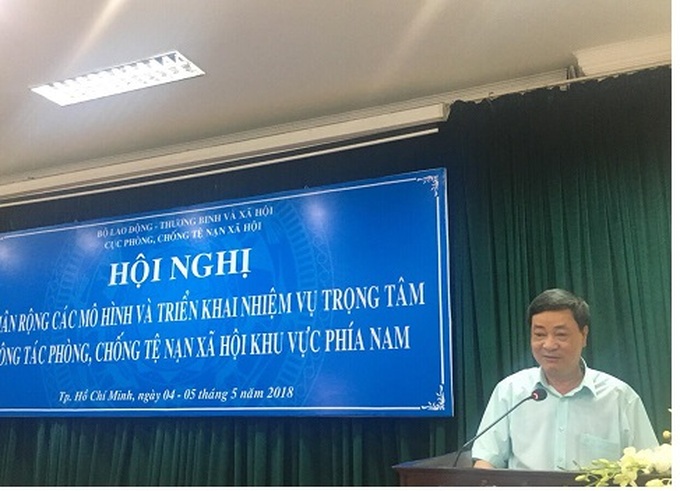 BỘ LAO ĐỘNG - THƯƠNG BINH VÀ XÃ HỘI
CỤC PHÒNG, CHỐNG TỆ NẠN XÃ HỘI
HỘI NGHỊ
RỘNG CÁC MÔ HÌNH VÀ TRIỂN KHAI NHIỆM VỤ TRỌNG TÂM
TÁC PHÒNG, CHỐNG TỆ NẠN XÃ HỘI KHU VỰC PHÍA NAM
Tp. Hồ Chí Minh, ngày 04 - 05 tháng 5 năm 2018